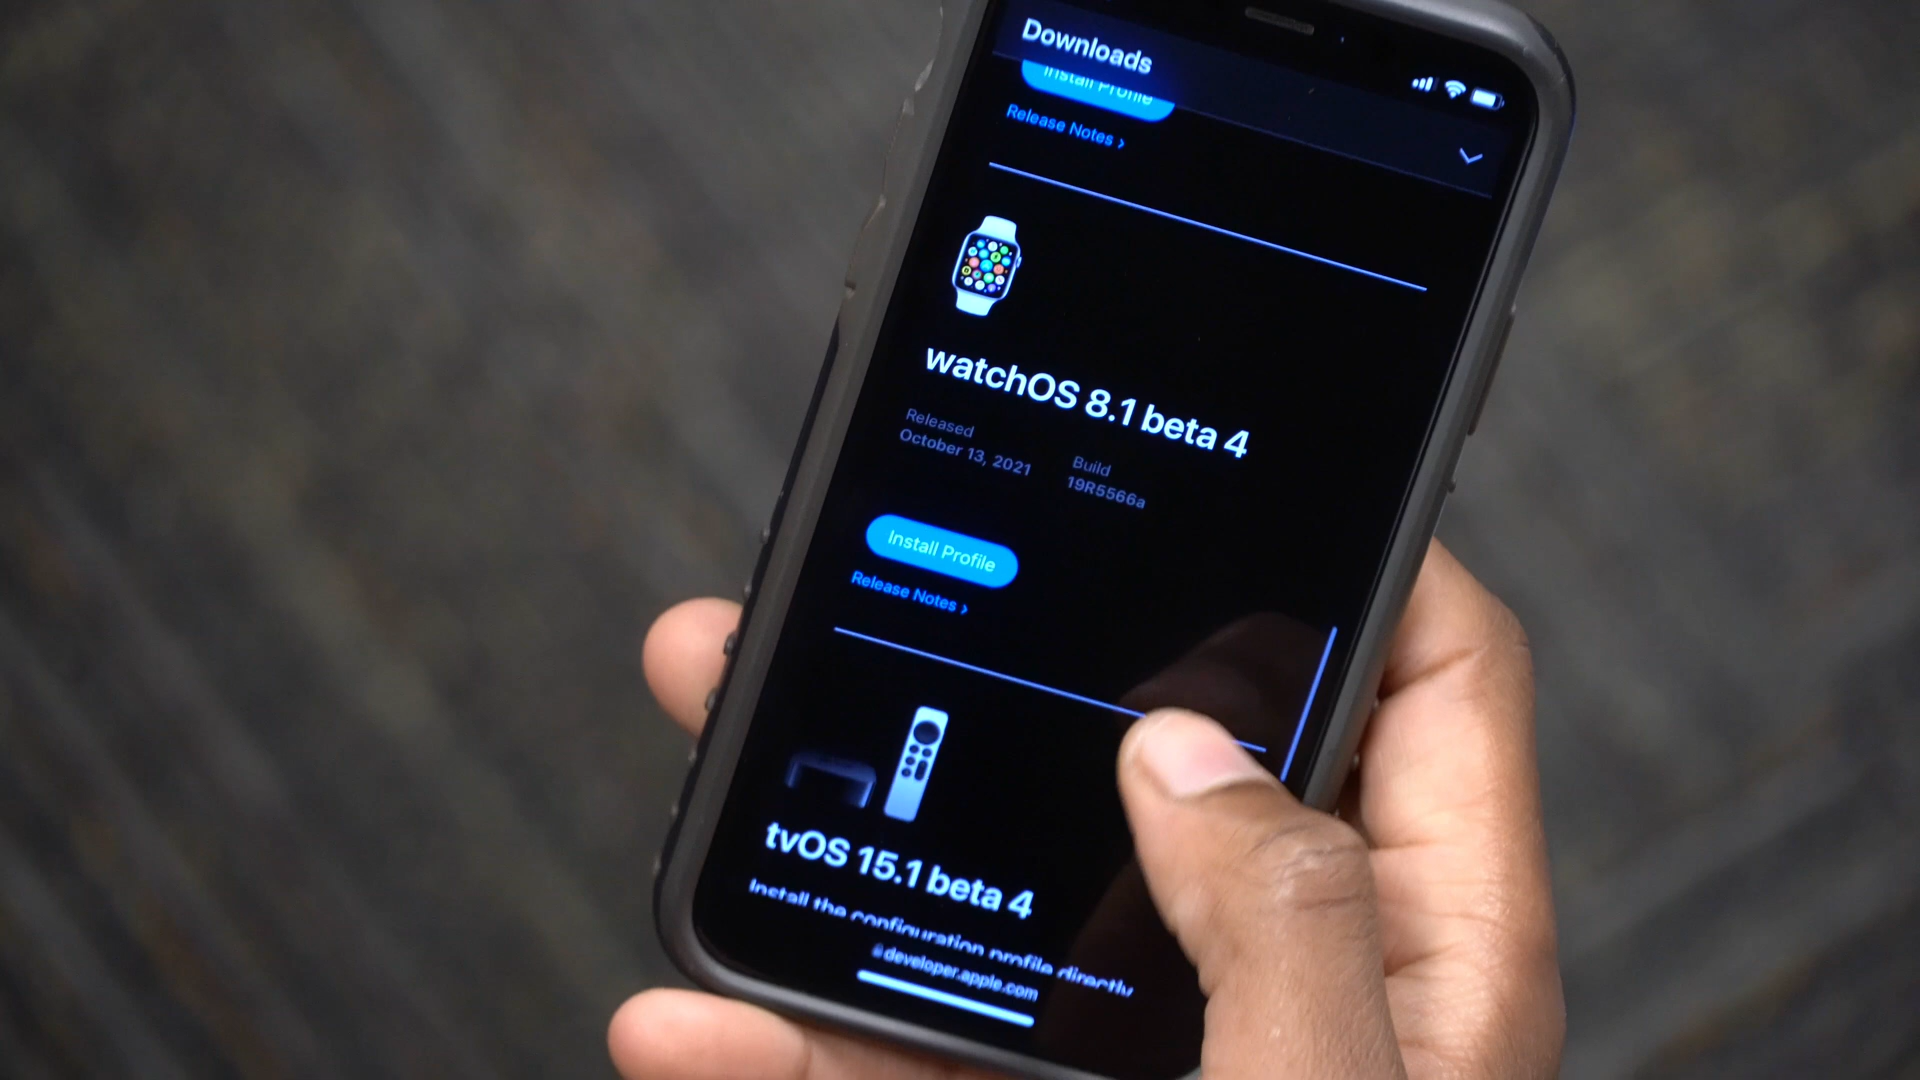 Downloads
Install Profile
Release Notes >
watchOS 8.1 beta 4
Released
October 13, 2021
Build
19R5566a
Install Profile
Release Notes >
tvOS 15.1 beta 4
Install the configuration profile directly
developer.apple.com